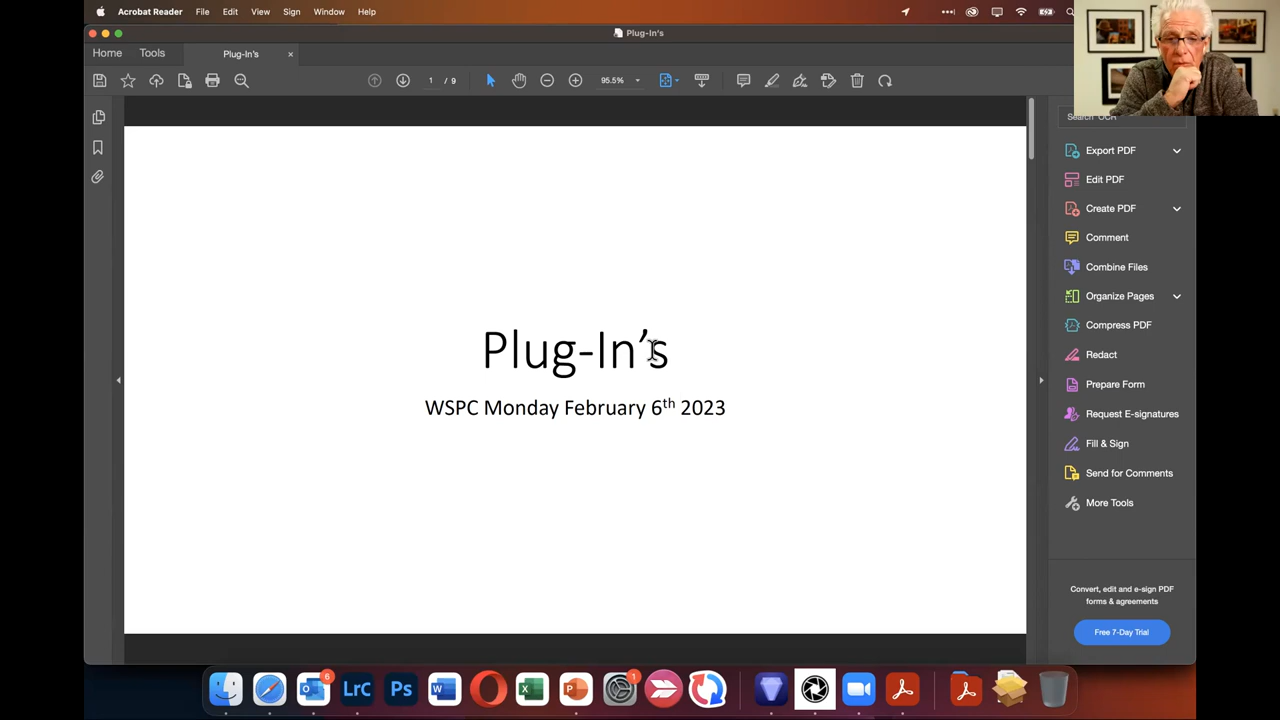 Acrobat Reader File Edit View Sign Window Help
Plug-In's
Home Tools Plug-In's
1 / 9 95.5%
Export PDF
Edit PDF
Create PDF
Comment
Combine Files
Organize Pages
Compress PDF
Redact
Prepare Form
Request E-signatures
Fill & Sign
Send for Comments
More Tools
Convert, edit and e-sign PDF
forms & agreements
Free 7-Day Trial
Plug-In's
WSPC Monday February 6th 2023
6 LrC Ps W X P 1